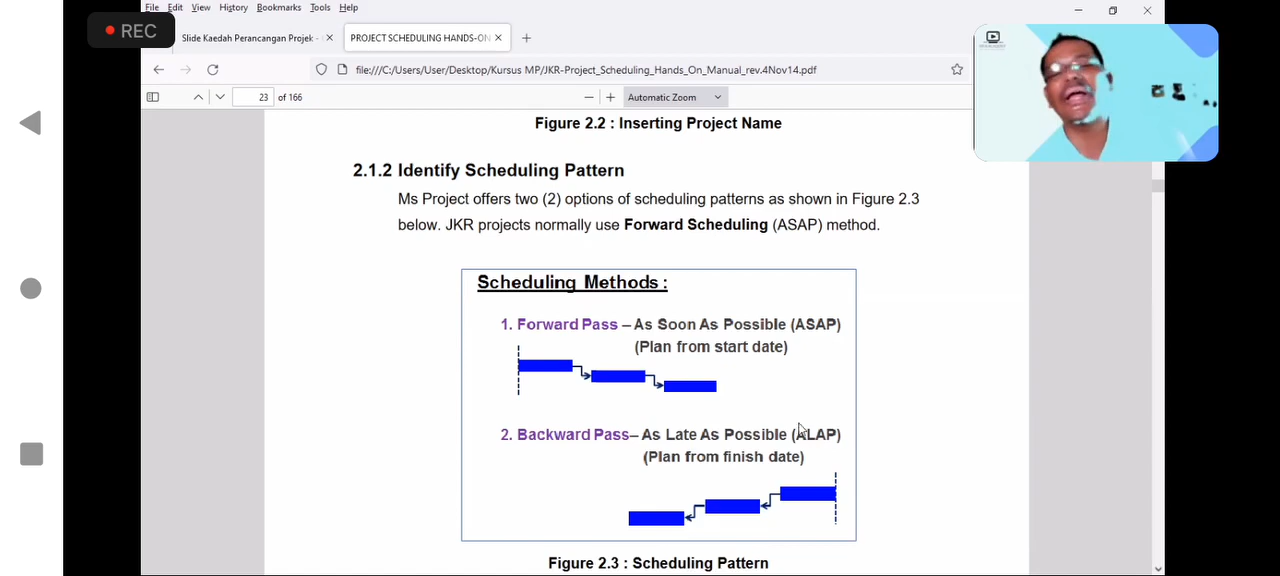 File Edit View History Bookmarks Tools Help
REC
Slide Kaedah Perancangan Projek -
PROJECT SCHEDULING HANDS-ON
file:///C:/Users/User/Desktop/Kursus MP/JKR-Project_Scheduling_Hands_On_Manual_rev.4Nov14.pdf
23 of 166
Automatic Zoom
Figure 2.2 : Inserting Project Name
2.1.2 Identify Scheduling Pattern
Ms Project offers two (2) options of scheduling patterns as shown in Figure 2.3
below. JKR projects normally use Forward Scheduling (ASAP) method.
Scheduling Methods :
1. Forward Pass – As Soon As Possible (ASAP)
(Plan from start date)
2. Backward Pass– As Late As Possible (ALAP)
(Plan from finish date)
Figure 2.3 : Scheduling Pattern